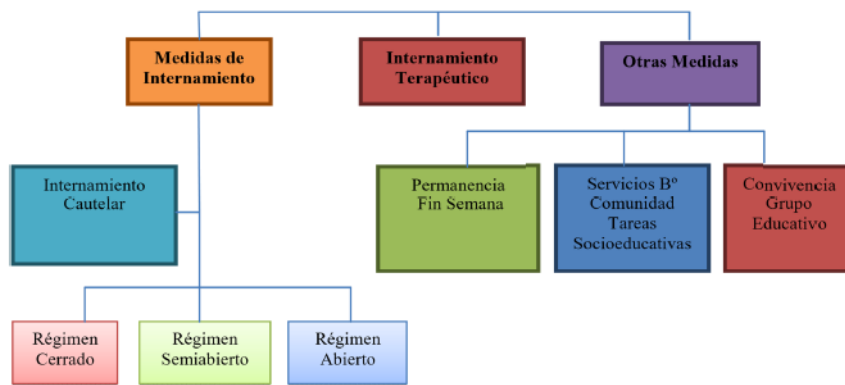 Medidas de
Internamiento
Internamiento
Terapéutico
Otras Medidas
Internamiento
Cautelar
Permanencia
Fin Semana
Servicios Bº
Comunidad
Tareas
Socioeducativas
Convivencia
Grupo
Educativo
Régimen
Cerrado
Régimen
Semiabierto
Régimen
Abierto